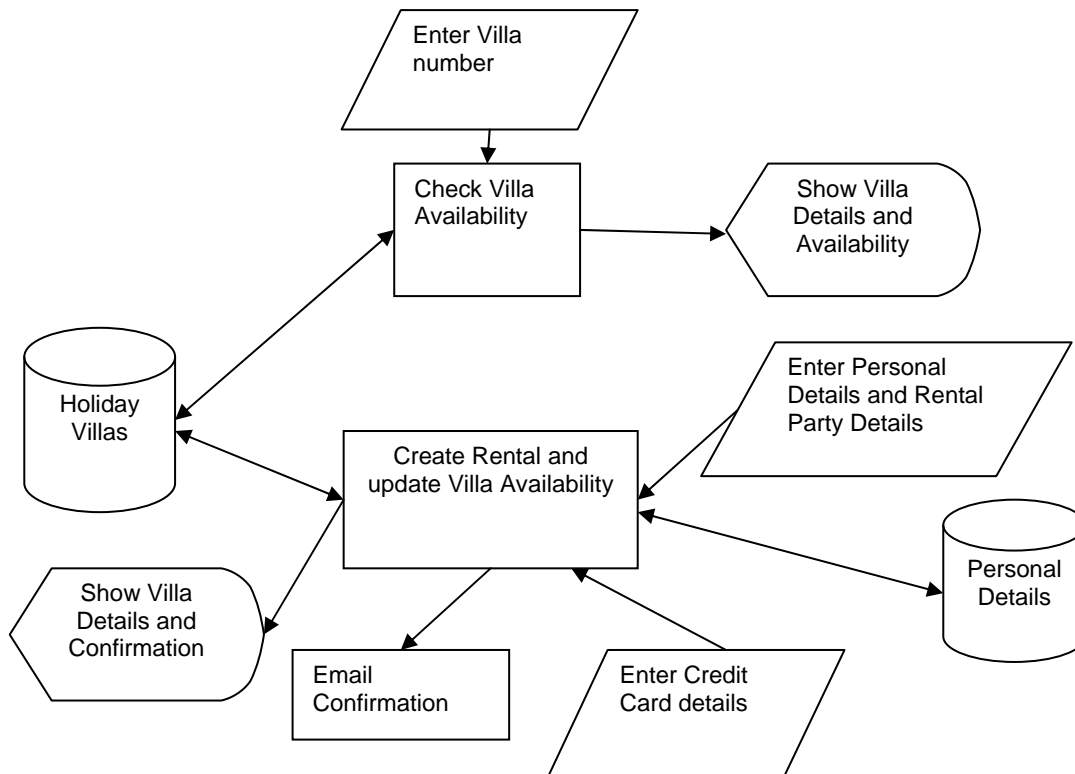 Enter Villa
number
Check Villa
Availability
Show Villa
Details and
Availability
Holiday
Villas
Enter Personal
Details and Rental
Party Details
Create Rental and
update Villa Availability
Personal
Details
Show Villa
Details and
Confirmation
Email
Confirmation
Enter Credit
Card details